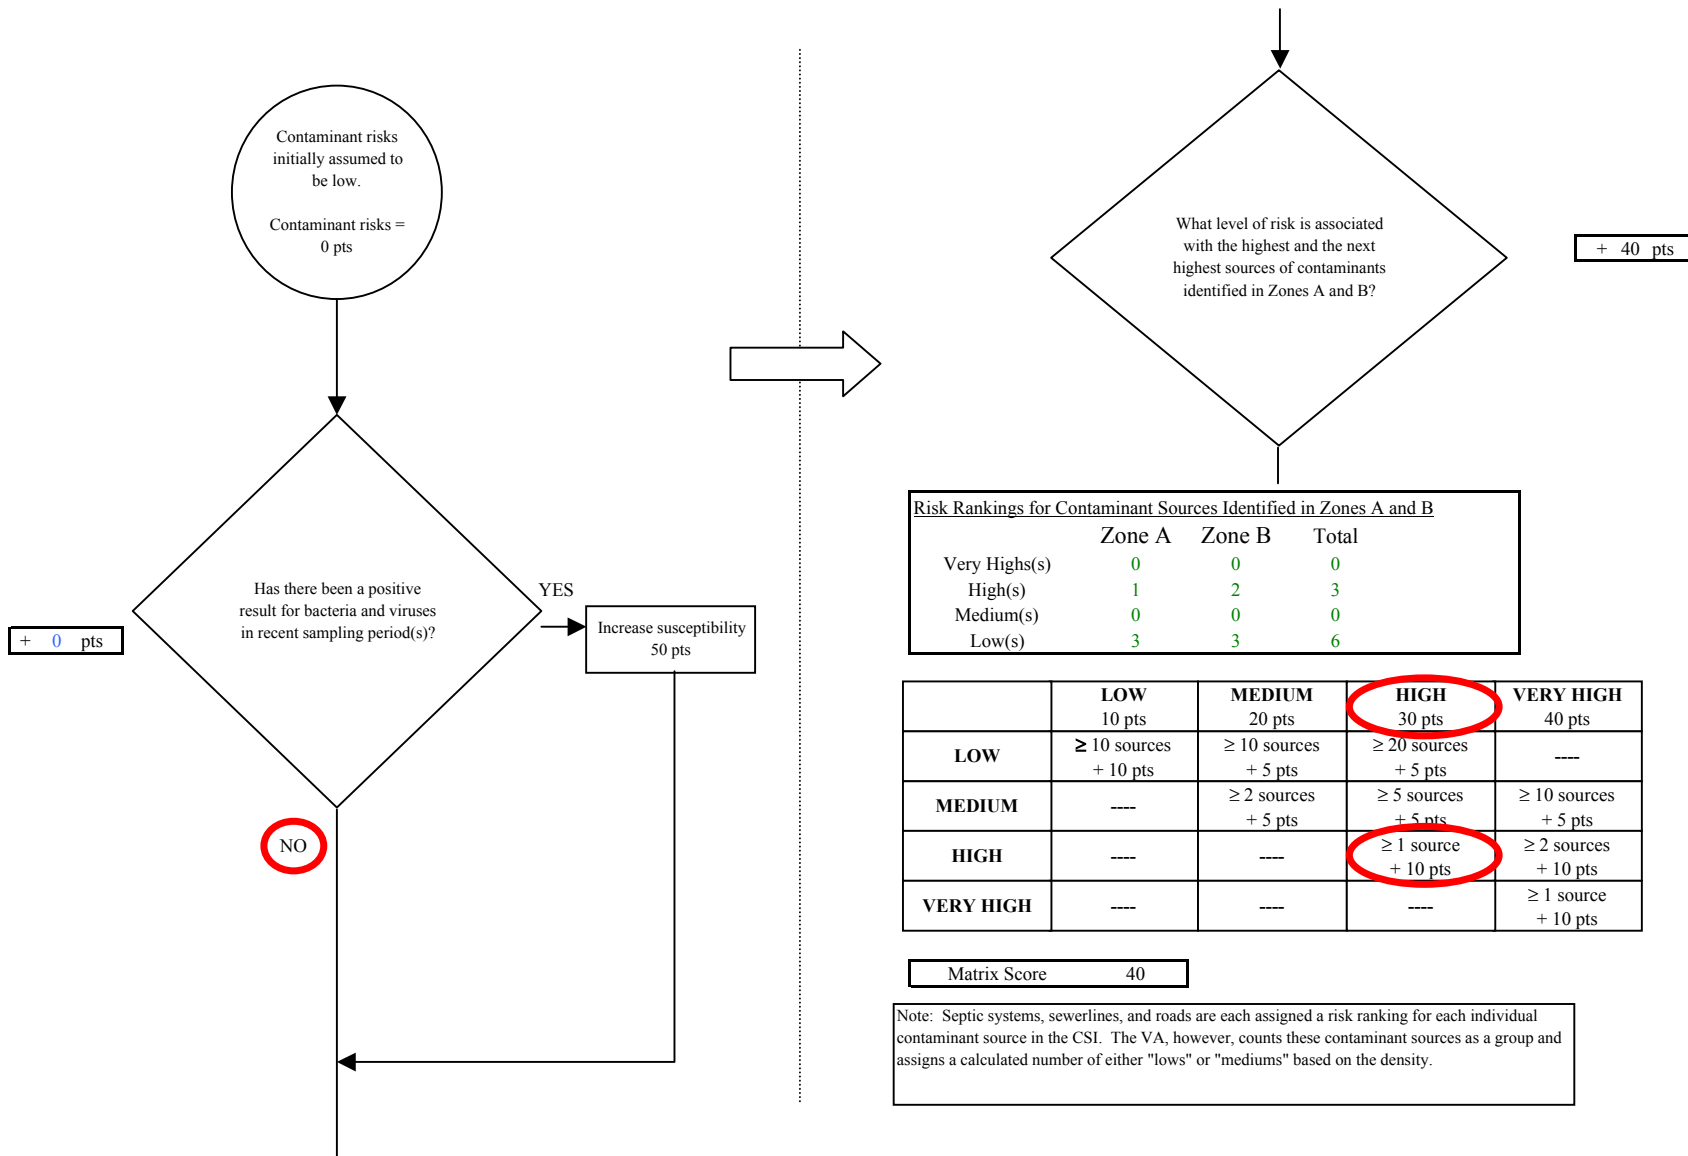 Contaminant risks
initially assumed to
be low.
Contaminant risks =
0 pts
Has there been a positive
result for bacteria and viruses
in recent sampling period(s)?
+ 0 pts
YES
Increase susceptibility
50 pts
NO
What level of risk is associated
with the highest and the next
highest sources of contaminants
identified in Zones A and B?
+ 40 pts
Risk Rankings for Contaminant Sources Identified in Zones A and B
Zone A Zone B Total
Very Highs(s) 0 0 0
High(s) 1 2 3
Medium(s) 0 0 0
Low(s) 3 3 6
LOW MEDIUM HIGH VERY HIGH
10 pts 20 pts 30 pts 40 pts
LOW ≥ 10 sources + 10 pts ≥ 10 sources + 5 pts ≥ 20 sources + 5 pts ----
MEDIUM ---- ≥ 2 sources + 5 pts ≥ 5 sources + 5 pts ≥ 10 sources + 5 pts
HIGH ---- ---- ≥ 1 source + 10 pts ≥ 2 sources + 10 pts
VERY HIGH ---- ---- ---- ≥ 1 source + 10 pts
Matrix Score 40
Note: Septic systems, sewerlines, and roads are each assigned a risk ranking for each individual
contaminant source in the CSI. The VA, however, counts these contaminant sources as a group and
assigns a calculated number of either "lows" or "mediums" based on the density.